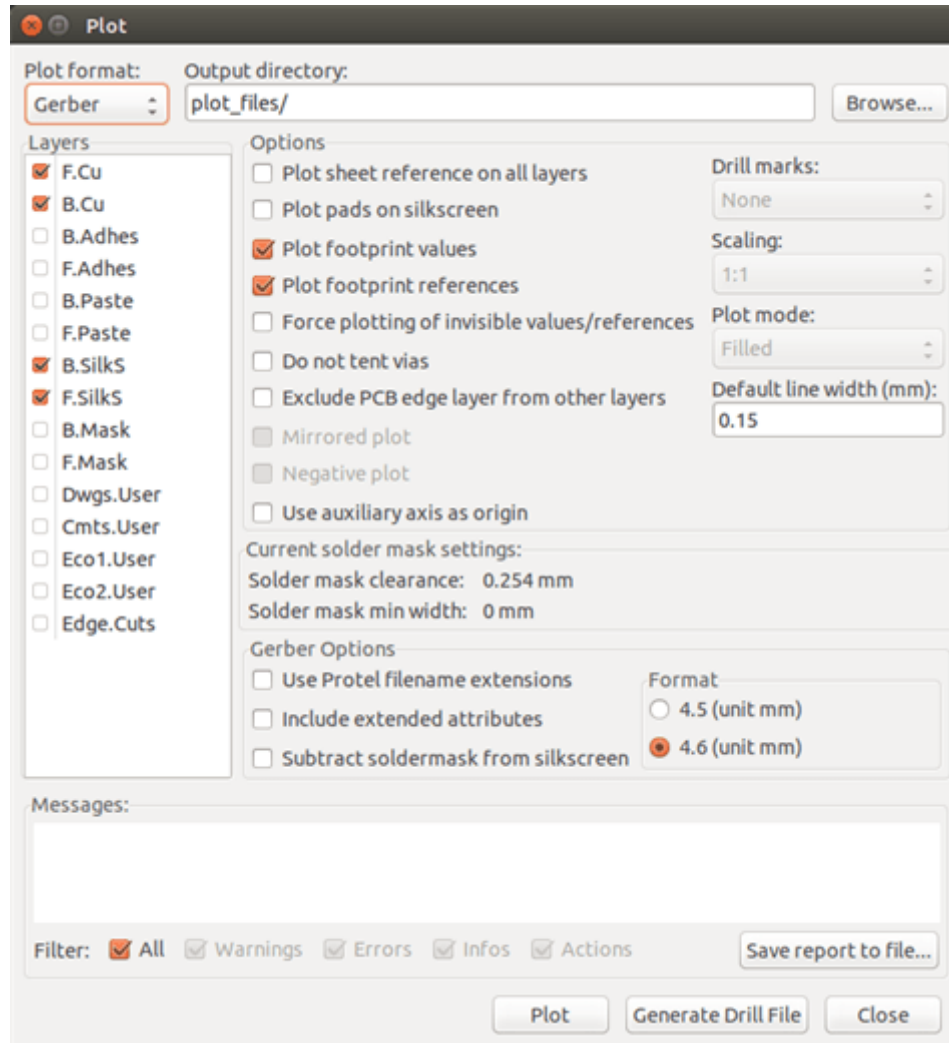 Plot
Plot format:
Output directory:
Gerber
plot_files/
Browse...
Layers
F.Cu
B.Cu
B.Adhes
F.Adhes
B.Paste
F.Paste
B.SilkS
F.SilkS
B.Mask
F.Mask
Dwgs.User
Cmts.User
Eco1.User
Eco2.User
Edge.Cuts
Options
Plot sheet reference on all layers
Plot pads on silkscreen
Plot footprint values
Plot footprint references
Force plotting of invisible values/references
Do not tent vias
Exclude PCB edge layer from other layers
Mirrored plot
Negative plot
Use auxiliary axis as origin
Drill marks:
None
Scaling:
1:1
Plot mode:
Filled
Default line width (mm):
0.15
Current solder mask settings:
Solder mask clearance: 0.254 mm
Solder mask min width: 0 mm
Gerber Options
Use Protel filename extensions
Include extended attributes
Subtract soldermask from silkscreen
Format
4.5 (unit mm)
4.6 (unit mm)
Messages:
Filter: All Warnings Errors Infos Actions
Save report to file...
Plot
Generate Drill File
Close